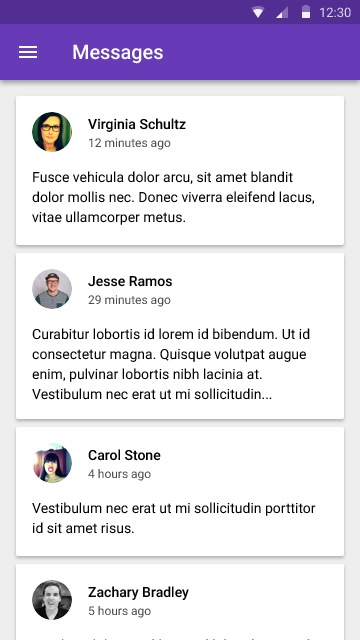 12:30
Messages
Virginia Schultz
12 minutes ago
Fusce vehicula dolor arcu, sit amet blandit
dolor mollis nec. Donec viverra eleifend lacus,
vitae ullamcorper metus.
Jesse Ramos
29 minutes ago
Curabitur lobortis id lorem id bibendum. Ut id
consectetur magna. Quisque volutpat augue
enim, pulvinar lobortis nibh lacinia at.
Vestibulum nec erat ut mi sollicitudin...
Carol Stone
4 hours ago
Vestibulum nec erat ut mi sollicitudin porttitor
id sit amet risus.
Zachary Bradley
5 hours ago